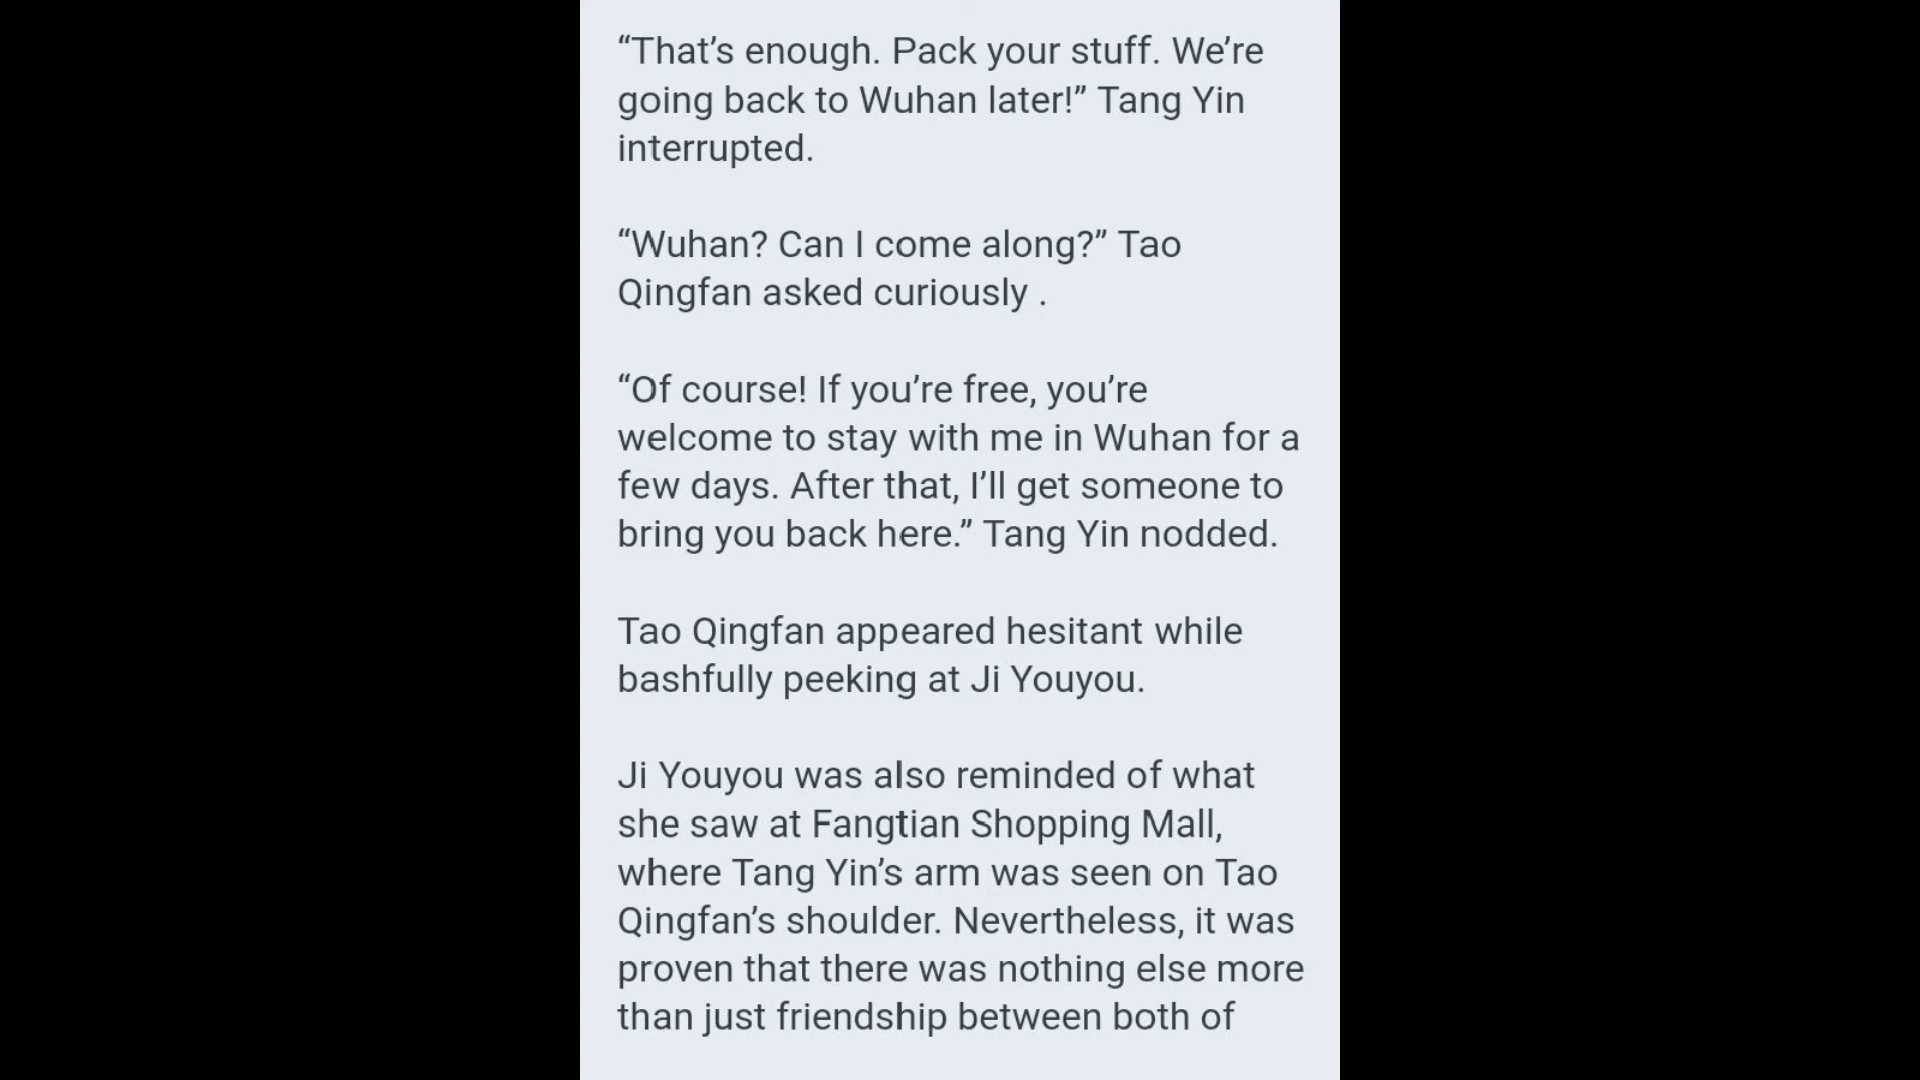 “That’s enough. Pack your stuff. We’re
going back to Wuhan later!” Tang Yin
interrupted.
“Wuhan? Can I come along?” Tao
Qingfan asked curiously .
“Of course! If you’re free, you’re
welcome to stay with me in Wuhan for a
few days. After that, I’ll get someone to
bring you back here.” Tang Yin nodded.
Tao Qingfan appeared hesitant while
bashfully peeking at Ji Youyou.
Ji Youyou was also reminded of what
she saw at Fangtian Shopping Mall,
where Tang Yin’s arm was seen on Tao
Qingfan’s shoulder. Nevertheless, it was
proven that there was nothing else more
than just friendship between both of